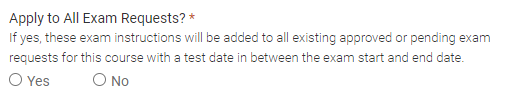 Apply to All Exam Requests? *
If yes, these exam instructions will be added to all existing approved or pending exam
requests for this course with a test date in between the exam start and end date.
Yes No